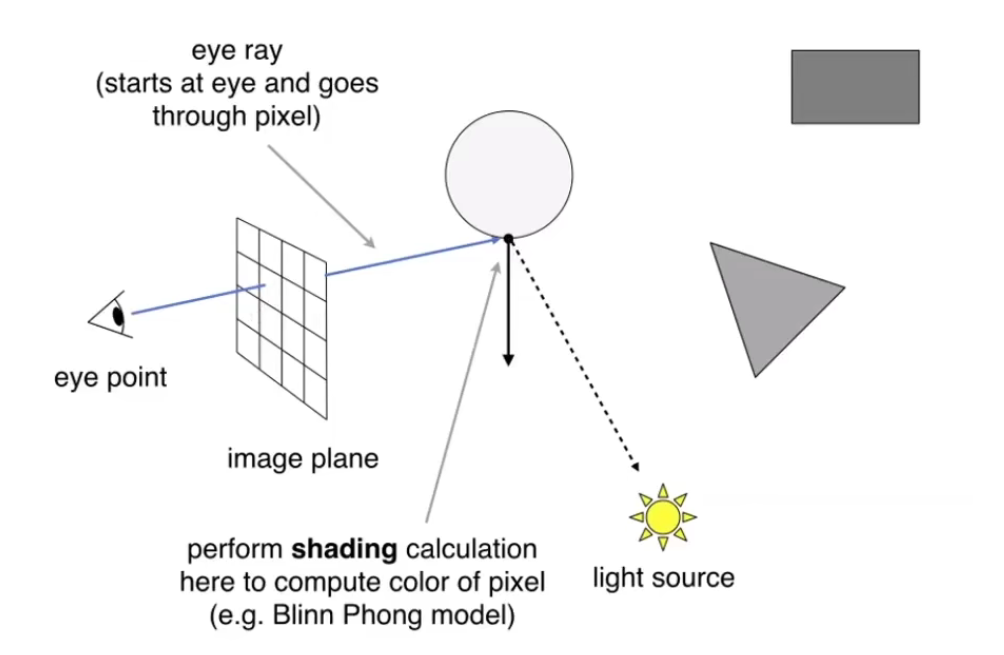 eye ray
(starts at eye and goes
through pixel)
eye point
image plane
perform shading calculation
here to compute color of pixel
(e.g. Blinn Phong model)
light source